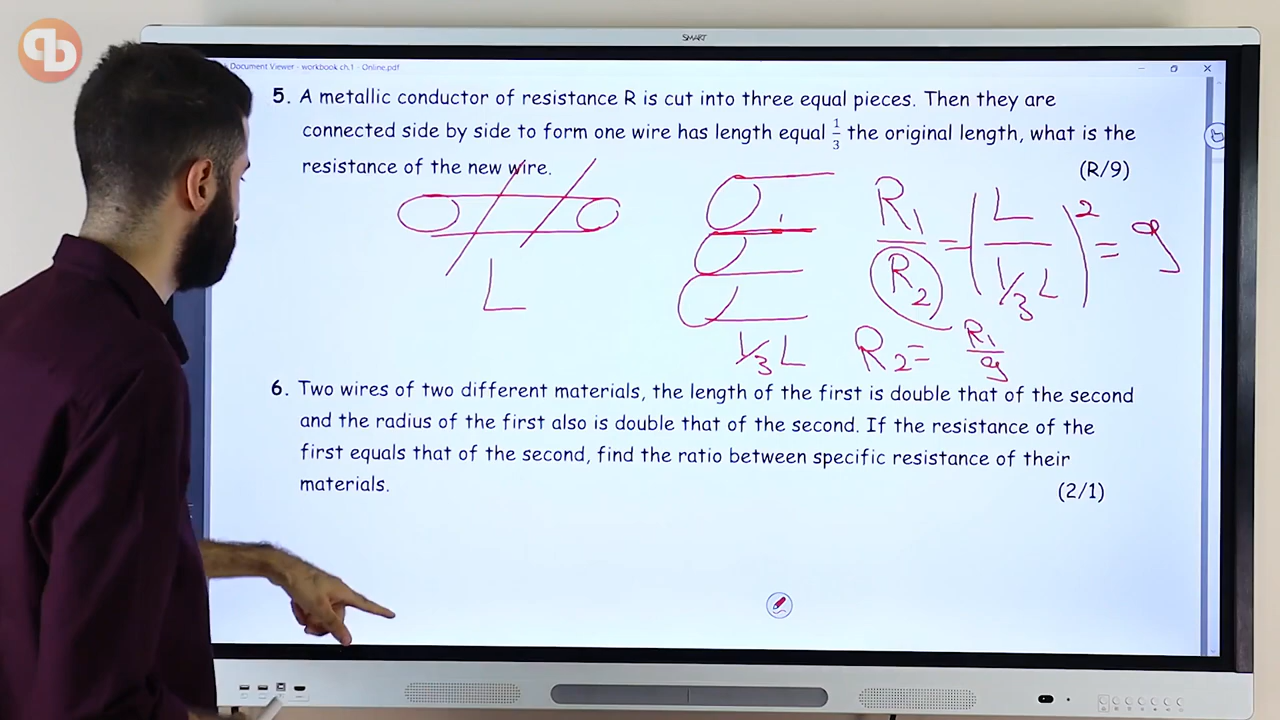 SMART
Document Viewer - workbook ch.1 - Online.pdf
5. A metallic conductor of resistance R is cut into three equal pieces. Then they are
connected side by side to form one wire has length equal 1/3 the original length, what is the
resistance of the new wire.
(R/9)
L
1/3 L
R1/R2 = (L / 1/3 L)² = 9
R2 = R1/9
6. Two wires of two different materials, the length of the first is double that of the second
and the radius of the first also is double that of the second. If the resistance of the
first equals that of the second, find the ratio between specific resistance of their
materials.
(2/1)